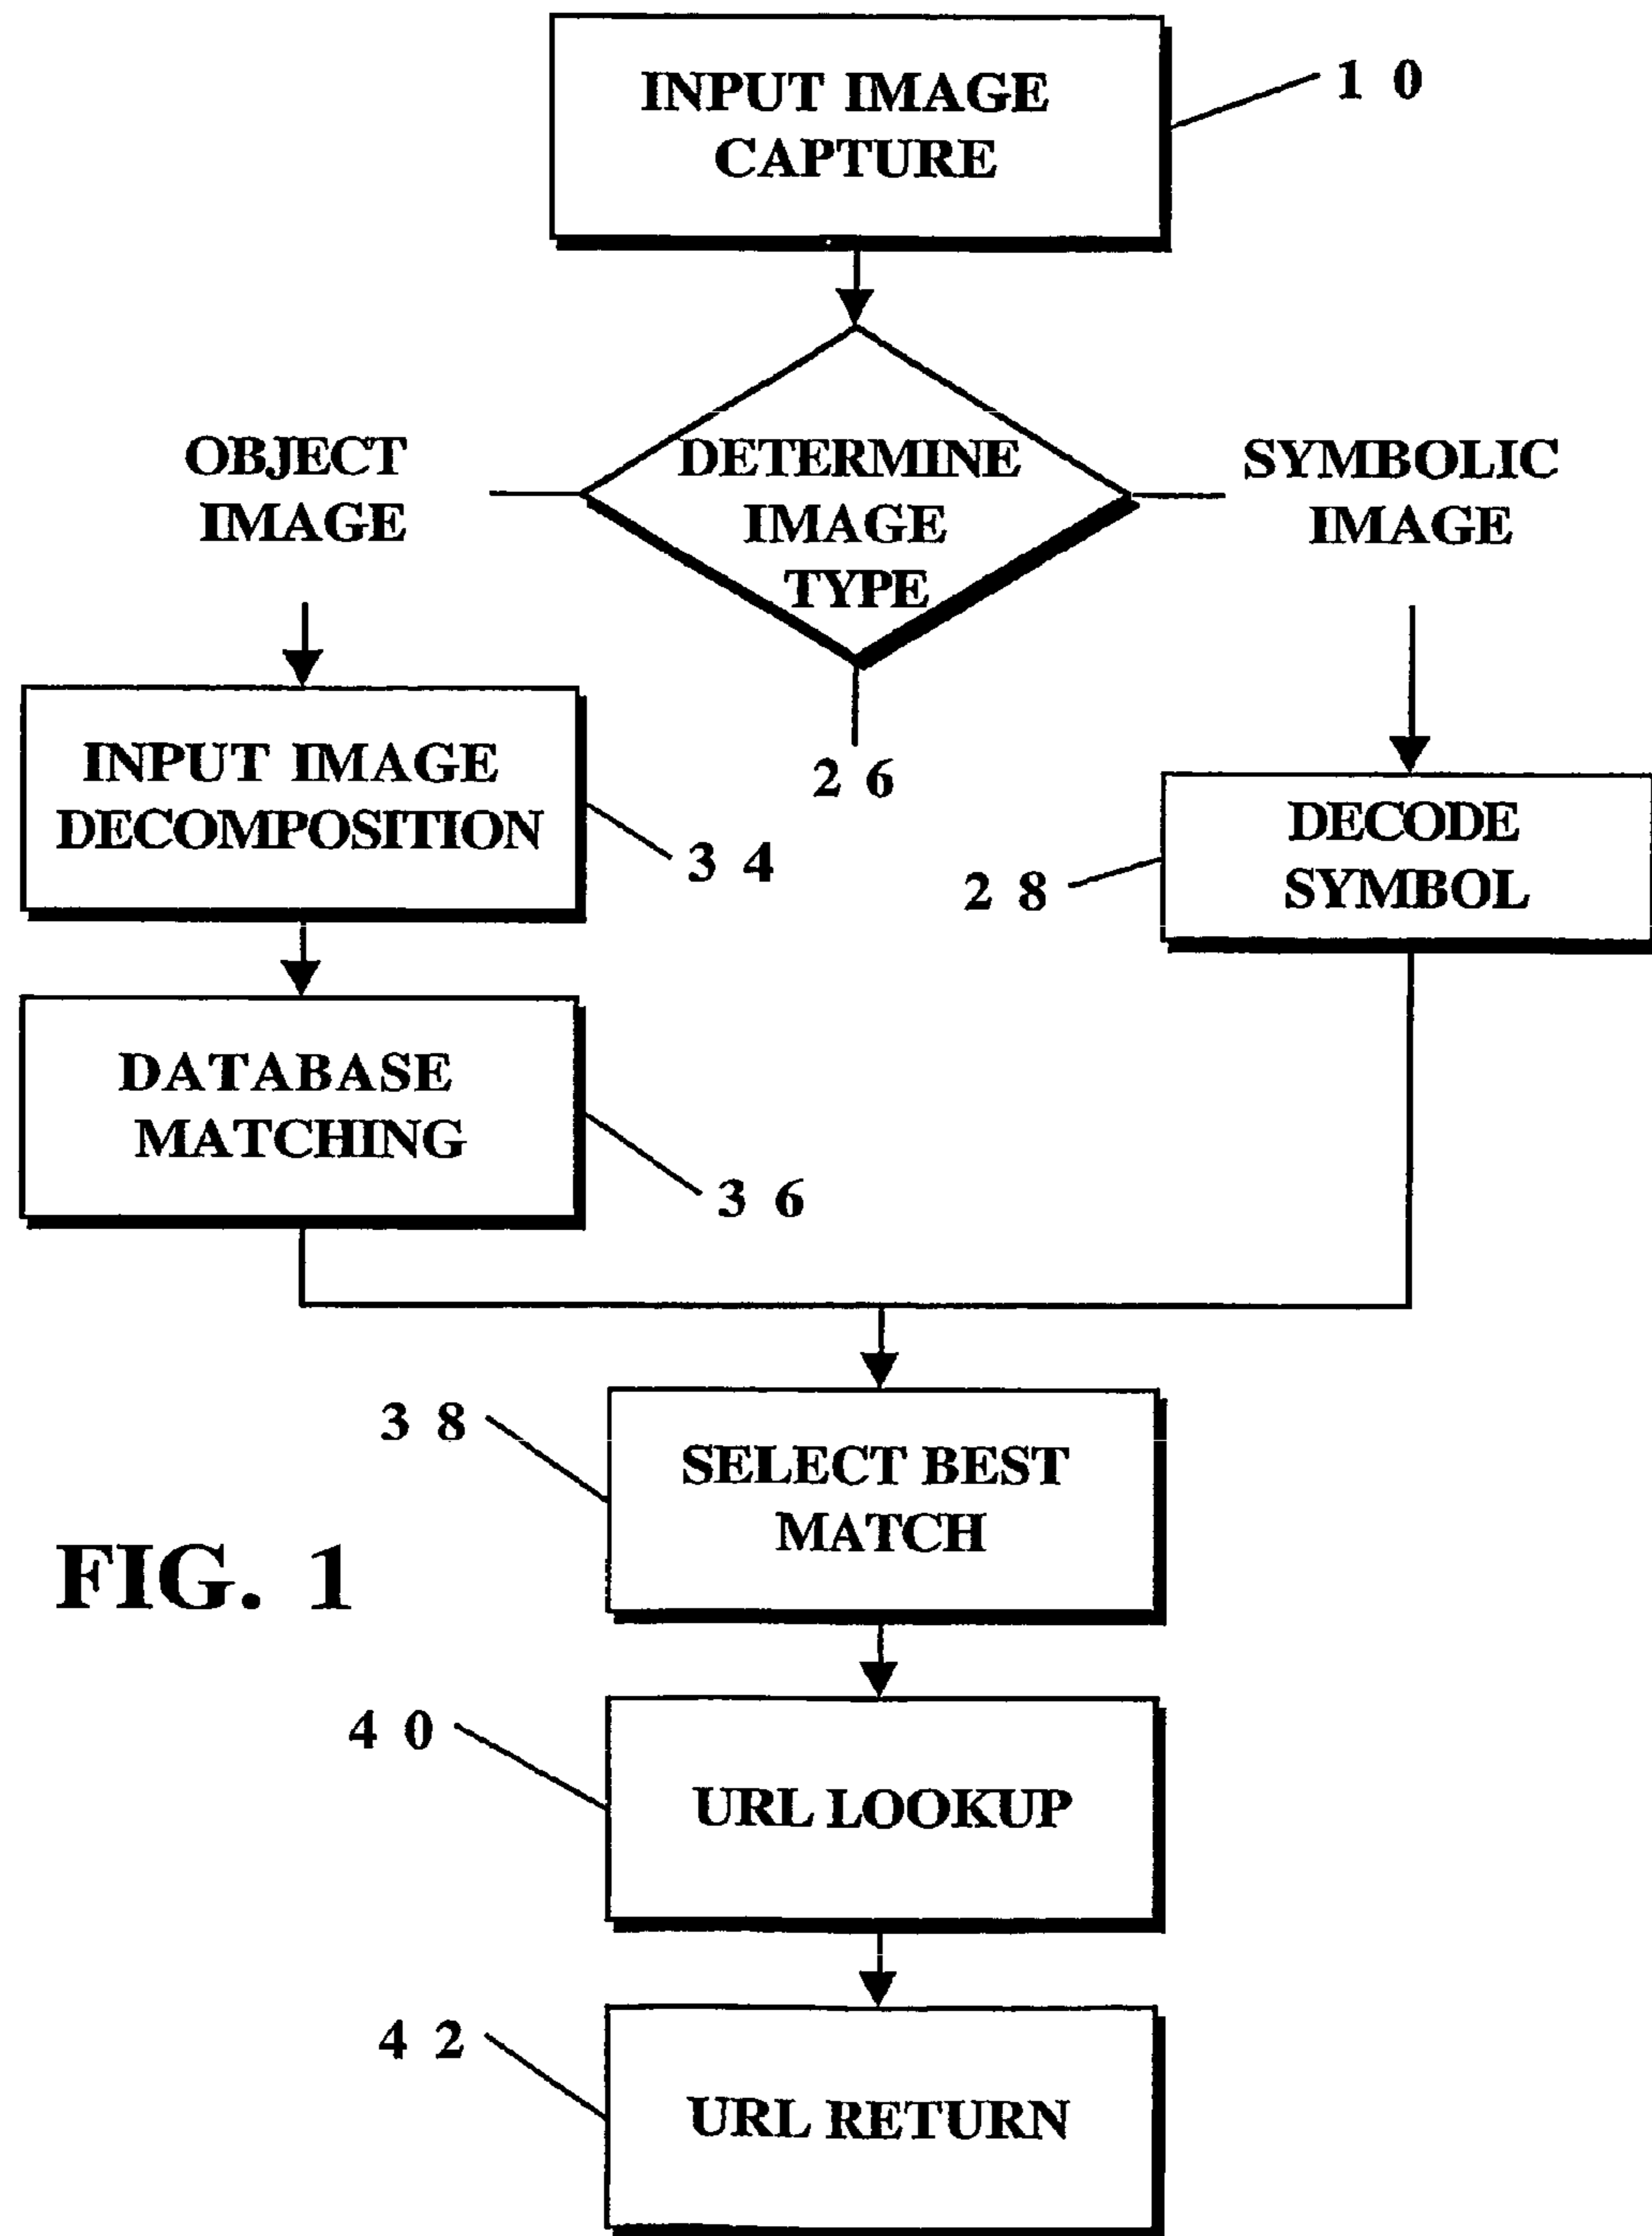 INPUT IMAGE
CAPTURE
1 0
OBJECT
IMAGE
DETERMINE
IMAGE
TYPE
SYMBOLIC
IMAGE
2 6
INPUT IMAGE
DECOMPOSITION
3 4
DECODE
SYMBOL
2 8
DATABASE
MATCHING
3 6
3 8
SELECT BEST
MATCH
FIG. 1
4 0
URL LOOKUP
4 2
URL RETURN